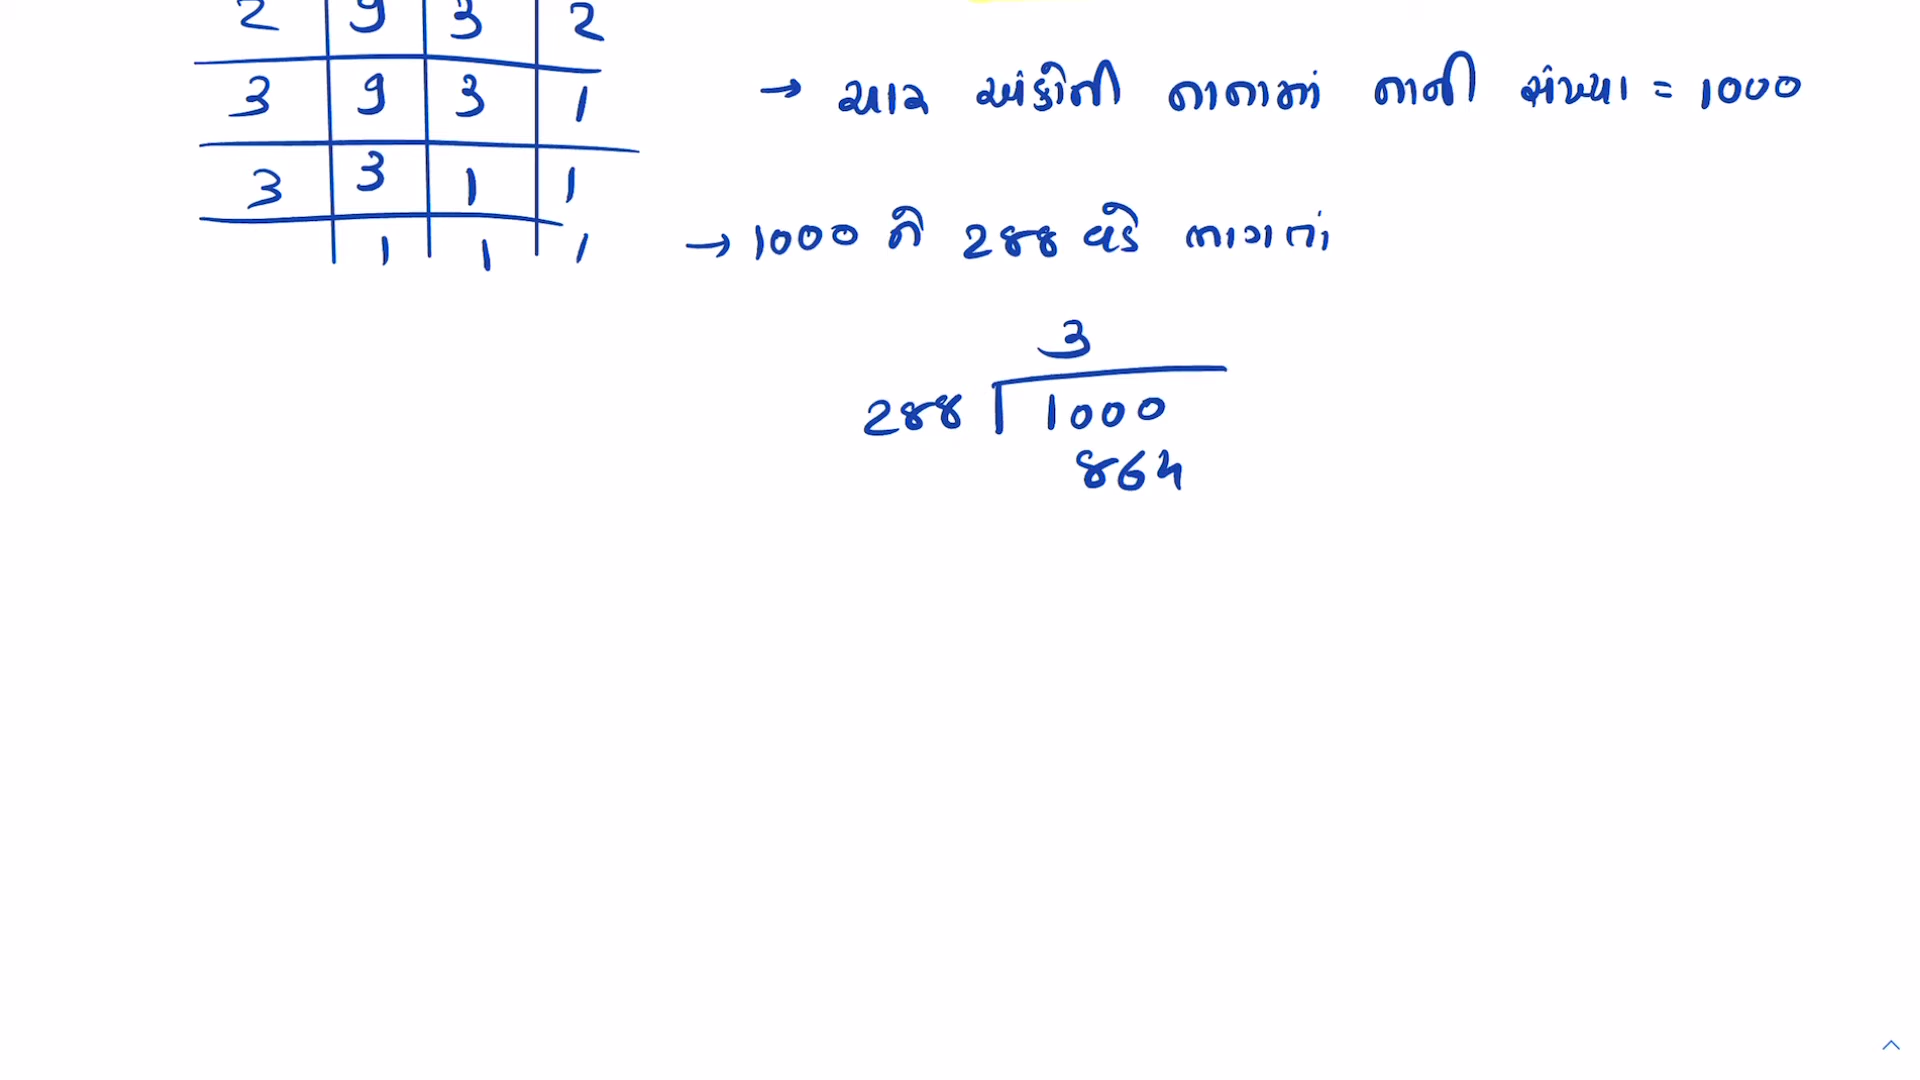 2 9 3 2
3 9 3 1
3 3 1 1
1 1 1
→ ચાર અંકોની નાનામાં નાની સંખ્યા = 1000
→ 1000 ને 288 વડે ભાગતાં
3
288 1000
864